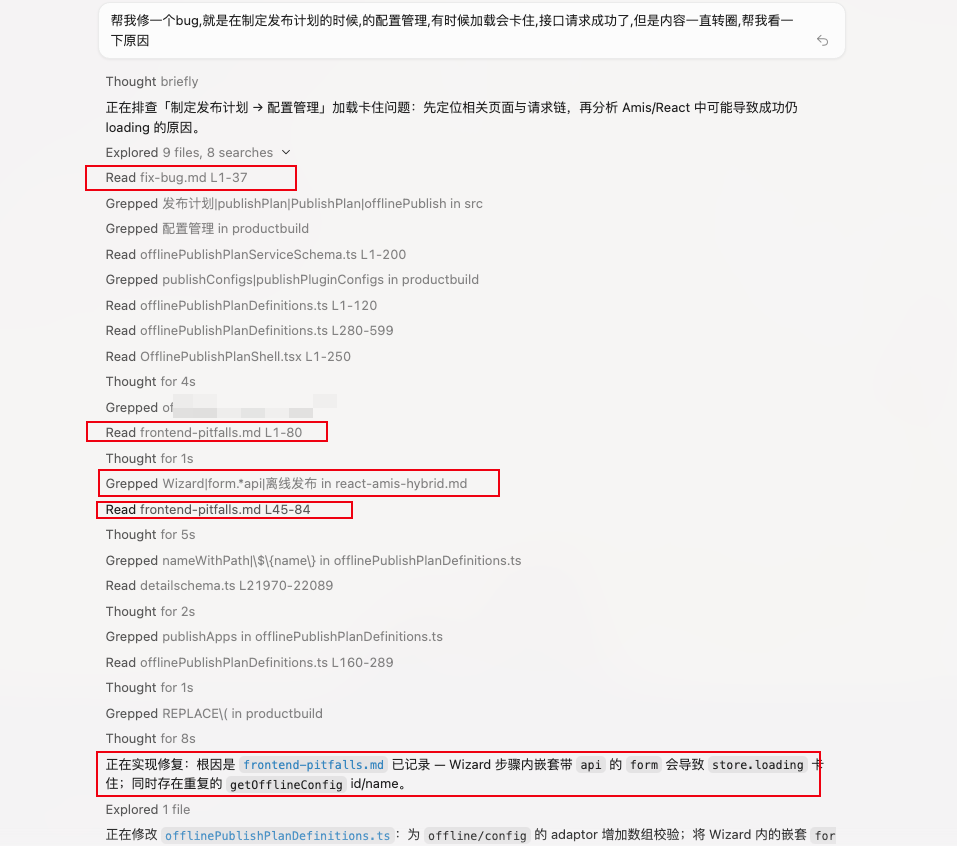 帮我修一个bug,就是在制定发布计划的时候,的配置管理,有时候加载会卡住,接口请求成功了,但是内容一直转圈,帮我看一
下原因
Thought briefly
正在排查「制定发布计划 → 配置管理」加载卡住问题：先定位相关页面与请求链，再分析 Amis/React 中可能导致成功仍
loading 的原因。
Explored 9 files, 8 searches
Read fix-bug.md L1-37
Grepped 发布计划|publishPlan|PublishPlan|offlinePublish in src
Grepped 配置管理 in productbuild
Read offlinePublishPlanServiceSchema.ts L1-200
Grepped publishConfigs|publishPluginConfigs in productbuild
Read offlinePublishPlanDefinitions.ts L1-120
Read offlinePublishPlanDefinitions.ts L280-599
Read OfflinePublishPlanShell.tsx L1-250
Thought for 4s
Grepped of
Read frontend-pitfalls.md L1-80
Thought for 1s
Grepped Wizard|form.*api|离线发布 in react-amis-hybrid.md
Read frontend-pitfalls.md L45-84
Thought for 5s
Grepped nameWithPath|\$\{name\} in offlinePublishPlanDefinitions.ts
Read detailschema.ts L21970-22089
Thought for 2s
Grepped publishApps in offlinePublishPlanDefinitions.ts
Read offlinePublishPlanDefinitions.ts L160-289
Thought for 1s
Grepped REPLACE\( in productbuild
Thought for 8s
正在实现修复：根因是 frontend-pitfalls.md 已记录 — Wizard 步骤内嵌套带 api 的 form 会导致 store.loading 卡
住；同时存在重复的 getOfflineConfig id/name。
Explored 1 file
正在修改 offlinePublishPlanDefinitions.ts：为 offline/config 的 adaptor 增加数组校验；将 Wizard 内的嵌套 for